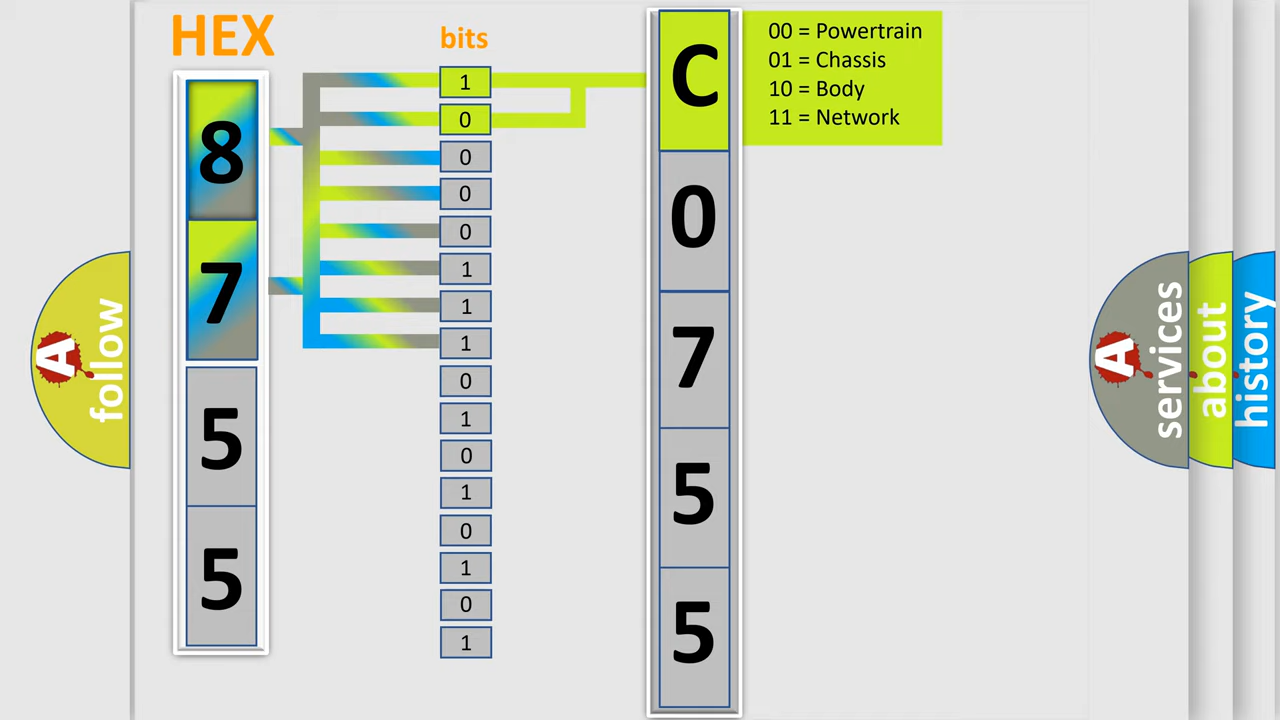 HEX
bits
8
7
5
5
1
0
0
0
0
1
1
1
0
1
0
1
0
1
0
1
C
0
7
5
5
00 = Powertrain
01 = Chassis
10 = Body
11 = Network
A
follow
A
services
about
history